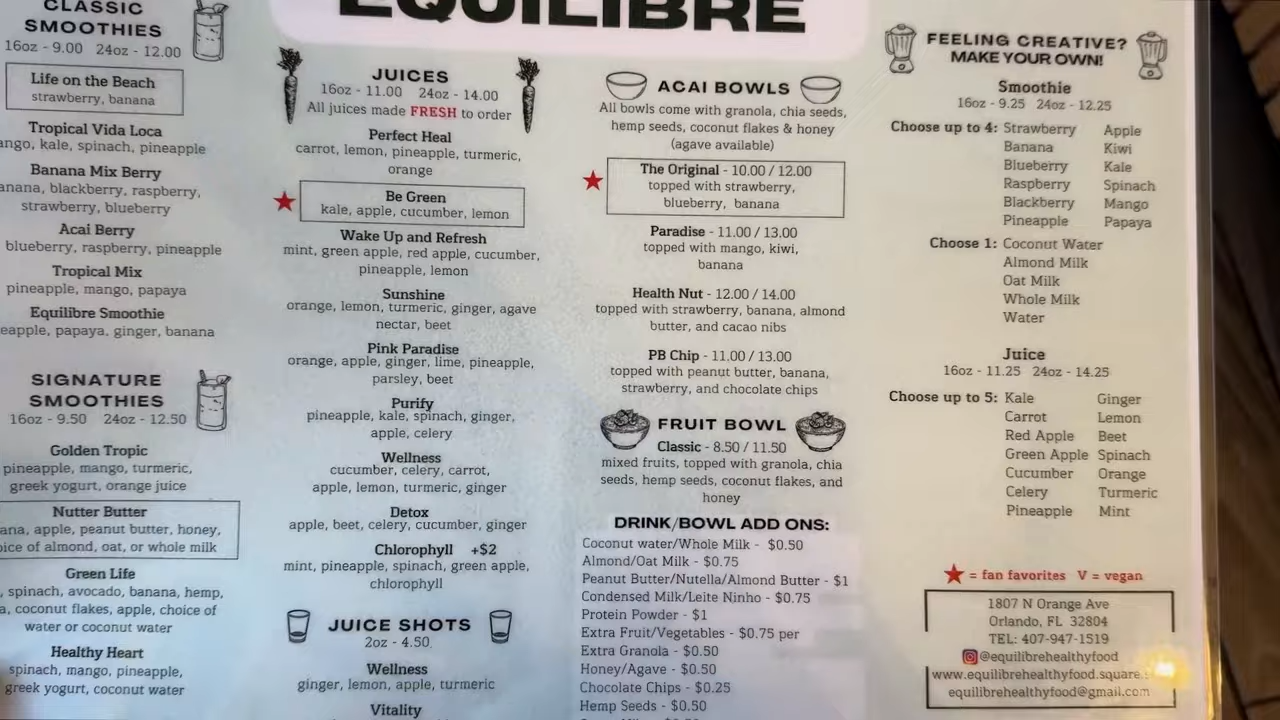 EQUILIBRE
CLASSIC
SMOOTHIES
16oz - 9.00 24oz - 12.00
Life on the Beach
strawberry, banana
Tropical Vida Loca
kale, spinach, pineapple
Banana Mix Berry
blackberry, raspberry,
strawberry, blueberry
Acai Berry
blueberry, raspberry, pineapple
Tropical Mix
pineapple, mango, papaya
Equilibre Smoothie
papaya, ginger, banana
SIGNATURE
SMOOTHIES
16oz - 9.50 24oz - 12.50
Golden Tropic
pineapple, mango, turmeric,
greek yogurt, orange juice
Nutter Butter
apple, peanut butter, honey,
of almond, oat, or whole milk
Green Life
spinach, avocado, banana, hemp,
coconut flakes, apple, choice of
water or coconut water
Healthy Heart
spinach, mango, pineapple,
greek yogurt, coconut water
JUICES
16oz - 11.00 24oz - 14.00
All juices made FRESH to order
Perfect Heal
carrot, lemon, pineapple, turmeric,
orange
Be Green
kale, apple, cucumber, lemon
Wake Up and Refresh
mint, green apple, red apple, cucumber,
pineapple, lemon
Sunshine
orange, lemon, turmeric, ginger, agave
nectar, beet
Pink Paradise
orange, apple, ginger, lime, pineapple,
parsley, beet
Purify
pineapple, kale, spinach, ginger,
apple, celery
Wellness
cucumber, celery, carrot,
apple, lemon, turmeric, ginger
Detox
apple, beet, celery, cucumber, ginger
Chlorophyll +$2
mint, pineapple, spinach, green apple,
chlorophyll
JUICE SHOTS
2oz - 4.50
Wellness
ginger, lemon, apple, turmeric
Vitality
ACAI BOWLS
All bowls come with granola, chia seeds,
hemp seeds, coconut flakes & honey
(agave available)
The Original - 10.00 / 12.00
topped with strawberry,
blueberry, banana
Paradise - 11.00 / 13.00
topped with mango, kiwi,
banana
Health Nut - 12.00 / 14.00
topped with strawberry, banana, almond
butter, and cacao nibs
PB Chip - 11.00 / 13.00
topped with peanut butter, banana,
strawberry, and chocolate chips
FRUIT BOWL
Classic - 8.50 / 11.50
mixed fruits, topped with granola, chia
seeds, hemp seeds, coconut flakes, and
honey
DRINK/BOWL ADD ONS:
Coconut water/Whole Milk - $0.50
Almond/Oat Milk - $0.75
Peanut Butter/Nutella/Almond Butter - $1
Condensed Milk/Leite Ninho - $0.75
Protein Powder - $1
Extra Fruit/Vegetables - $0.75 per
Extra Granola - $0.50
Honey/Agave - $0.50
Chocolate Chips - $0.25
Hemp Seeds - $0.50
FEELING CREATIVE?
MAKE YOUR OWN!
Smoothie
16oz - 9.25 24oz - 12.25
Choose up to 4: Strawberry Apple
Banana Kiwi
Blueberry Kale
Raspberry Spinach
Blackberry Mango
Pineapple Papaya
Choose 1: Coconut Water
Almond Milk
Oat Milk
Whole Milk
Water
Juice
16oz - 11.25 24oz - 14.25
Choose up to 5: Kale Ginger
Carrot Lemon
Red Apple Beet
Green Apple Spinach
Cucumber Orange
Celery Turmeric
Pineapple Mint
= fan favorites V = vegan
1807 N Orange Ave
Orlando, FL 32804
TEL: 407-947-1519
@equilibrehealthyfood
www.equilibrehealthyfood.square.
equilibrehealthyfood@gmail.com